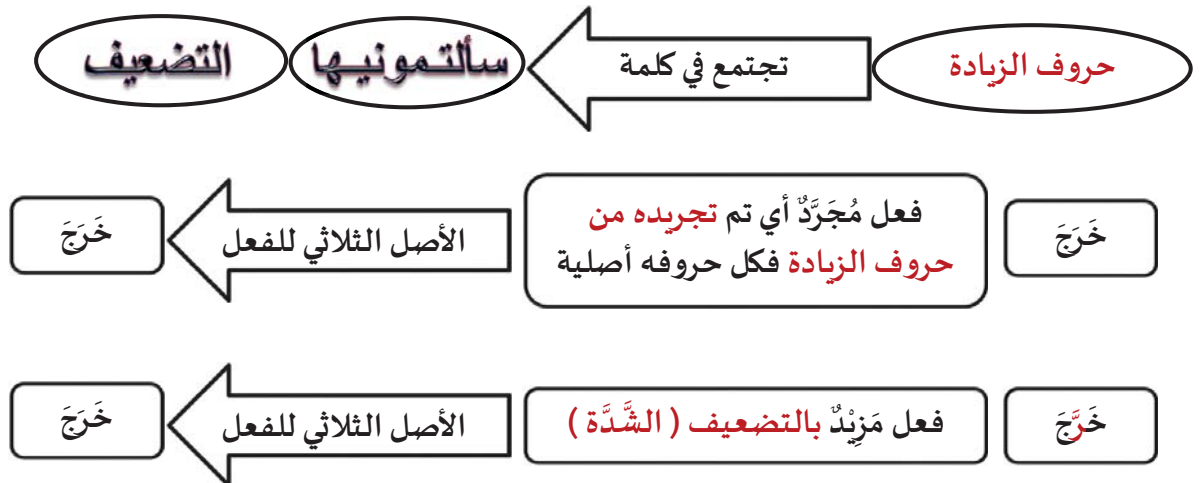 حروف الزيادة
تجتمع في كلمة
سألتمونيها
التضعيف
خَرَجَ
فعل مُجَرَّدٌ أي تم تجريده من
حروف الزيادة فكل حروفه أصلية
الأصل الثلاثي للفعل
خَرَجَ
خَرَّجَ
فعل مَزِيْدٌ بالتضعيف ( الشَّدَّة )
الأصل الثلاثي للفعل
خَرَجَ